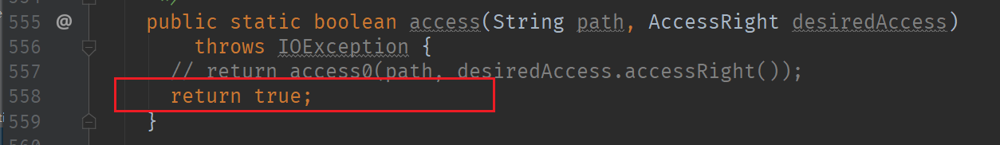 */
555 @ public static boolean access(String path, AccessRight desiredAccess)
556 throws IOException {
557 // return access0(path, desiredAccess.accessRight());
558 return true;
559 }